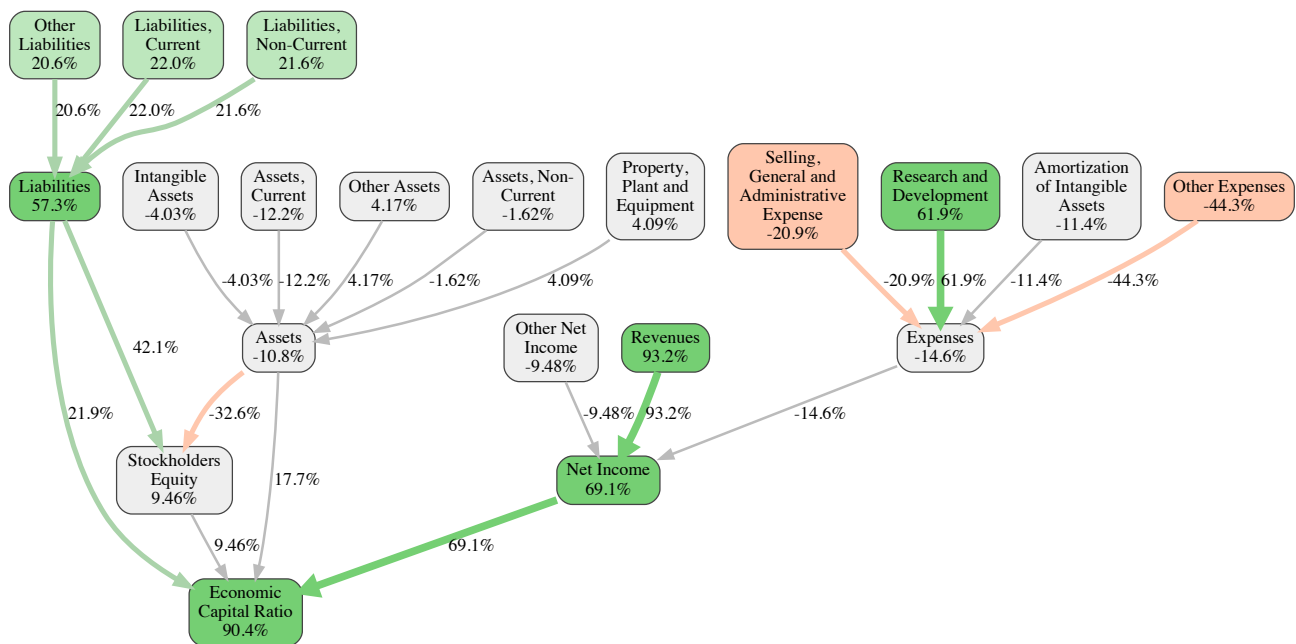 Other
Liabilities
20.6%
Liabilities,
Current
22.0%
Liabilities,
Non-Current
21.6%
20.6%
22.0%
21.6%
Liabilities
57.3%
Intangible
Assets
-4.03%
Assets,
Current
-12.2%
Other Assets
4.17%
Assets, Non-
Current
-1.62%
Property,
Plant and
Equipment
4.09%
Selling,
General and
Administrative
Expense
-20.9%
Research and
Development
61.9%
Amortization
of Intangible
Assets
-11.4%
Other Expenses
-44.3%
-4.03%
-12.2%
4.17%
-1.62%
4.09%
-20.9%
61.9%
-11.4%
-44.3%
42.1%
Assets
-10.8%
Other Net
Income
-9.48%
Revenues
93.2%
Expenses
-14.6%
21.9%
-32.6%
-9.48%
93.2%
-14.6%
Stockholders
Equity
9.46%
17.7%
Net Income
69.1%
9.46%
69.1%
Economic
Capital Ratio
90.4%